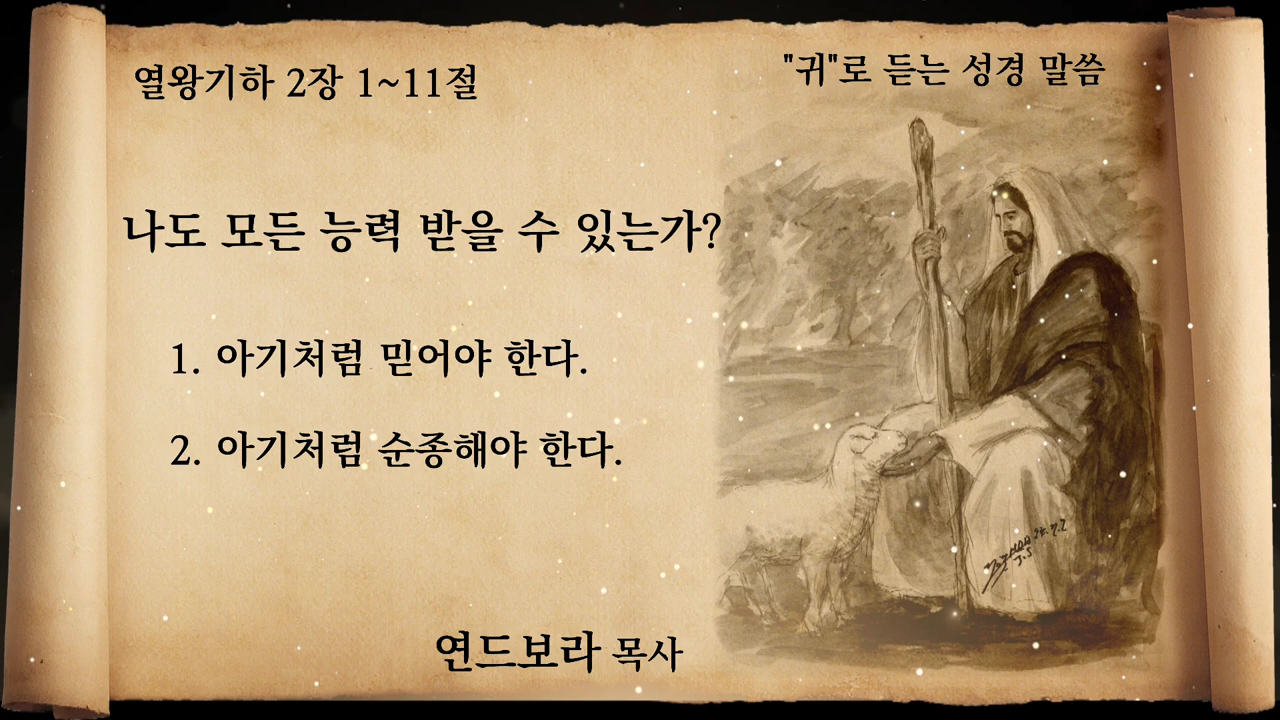 열왕기하 2장 1~11절
"귀"로 듣는 성경 말씀
나도 모든 능력 받을 수 있는가?
1. 아기처럼 믿어야 한다.
2. 아기처럼 순종해야 한다.
연드보라 목사